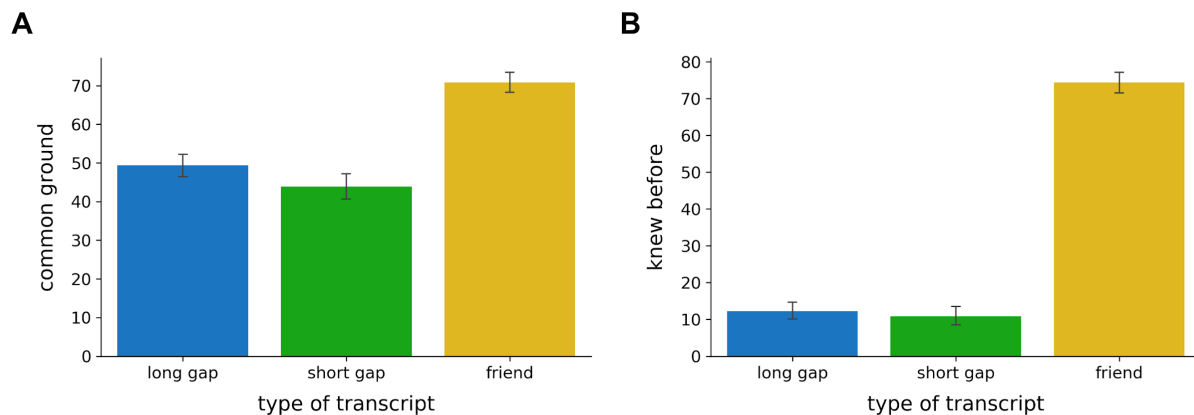 A
common ground
70
60
50
40
30
20
10
0
long gap short gap friend
type of transcript
B
knew before
80
70
60
50
40
30
20
10
0
long gap short gap friend
type of transcript